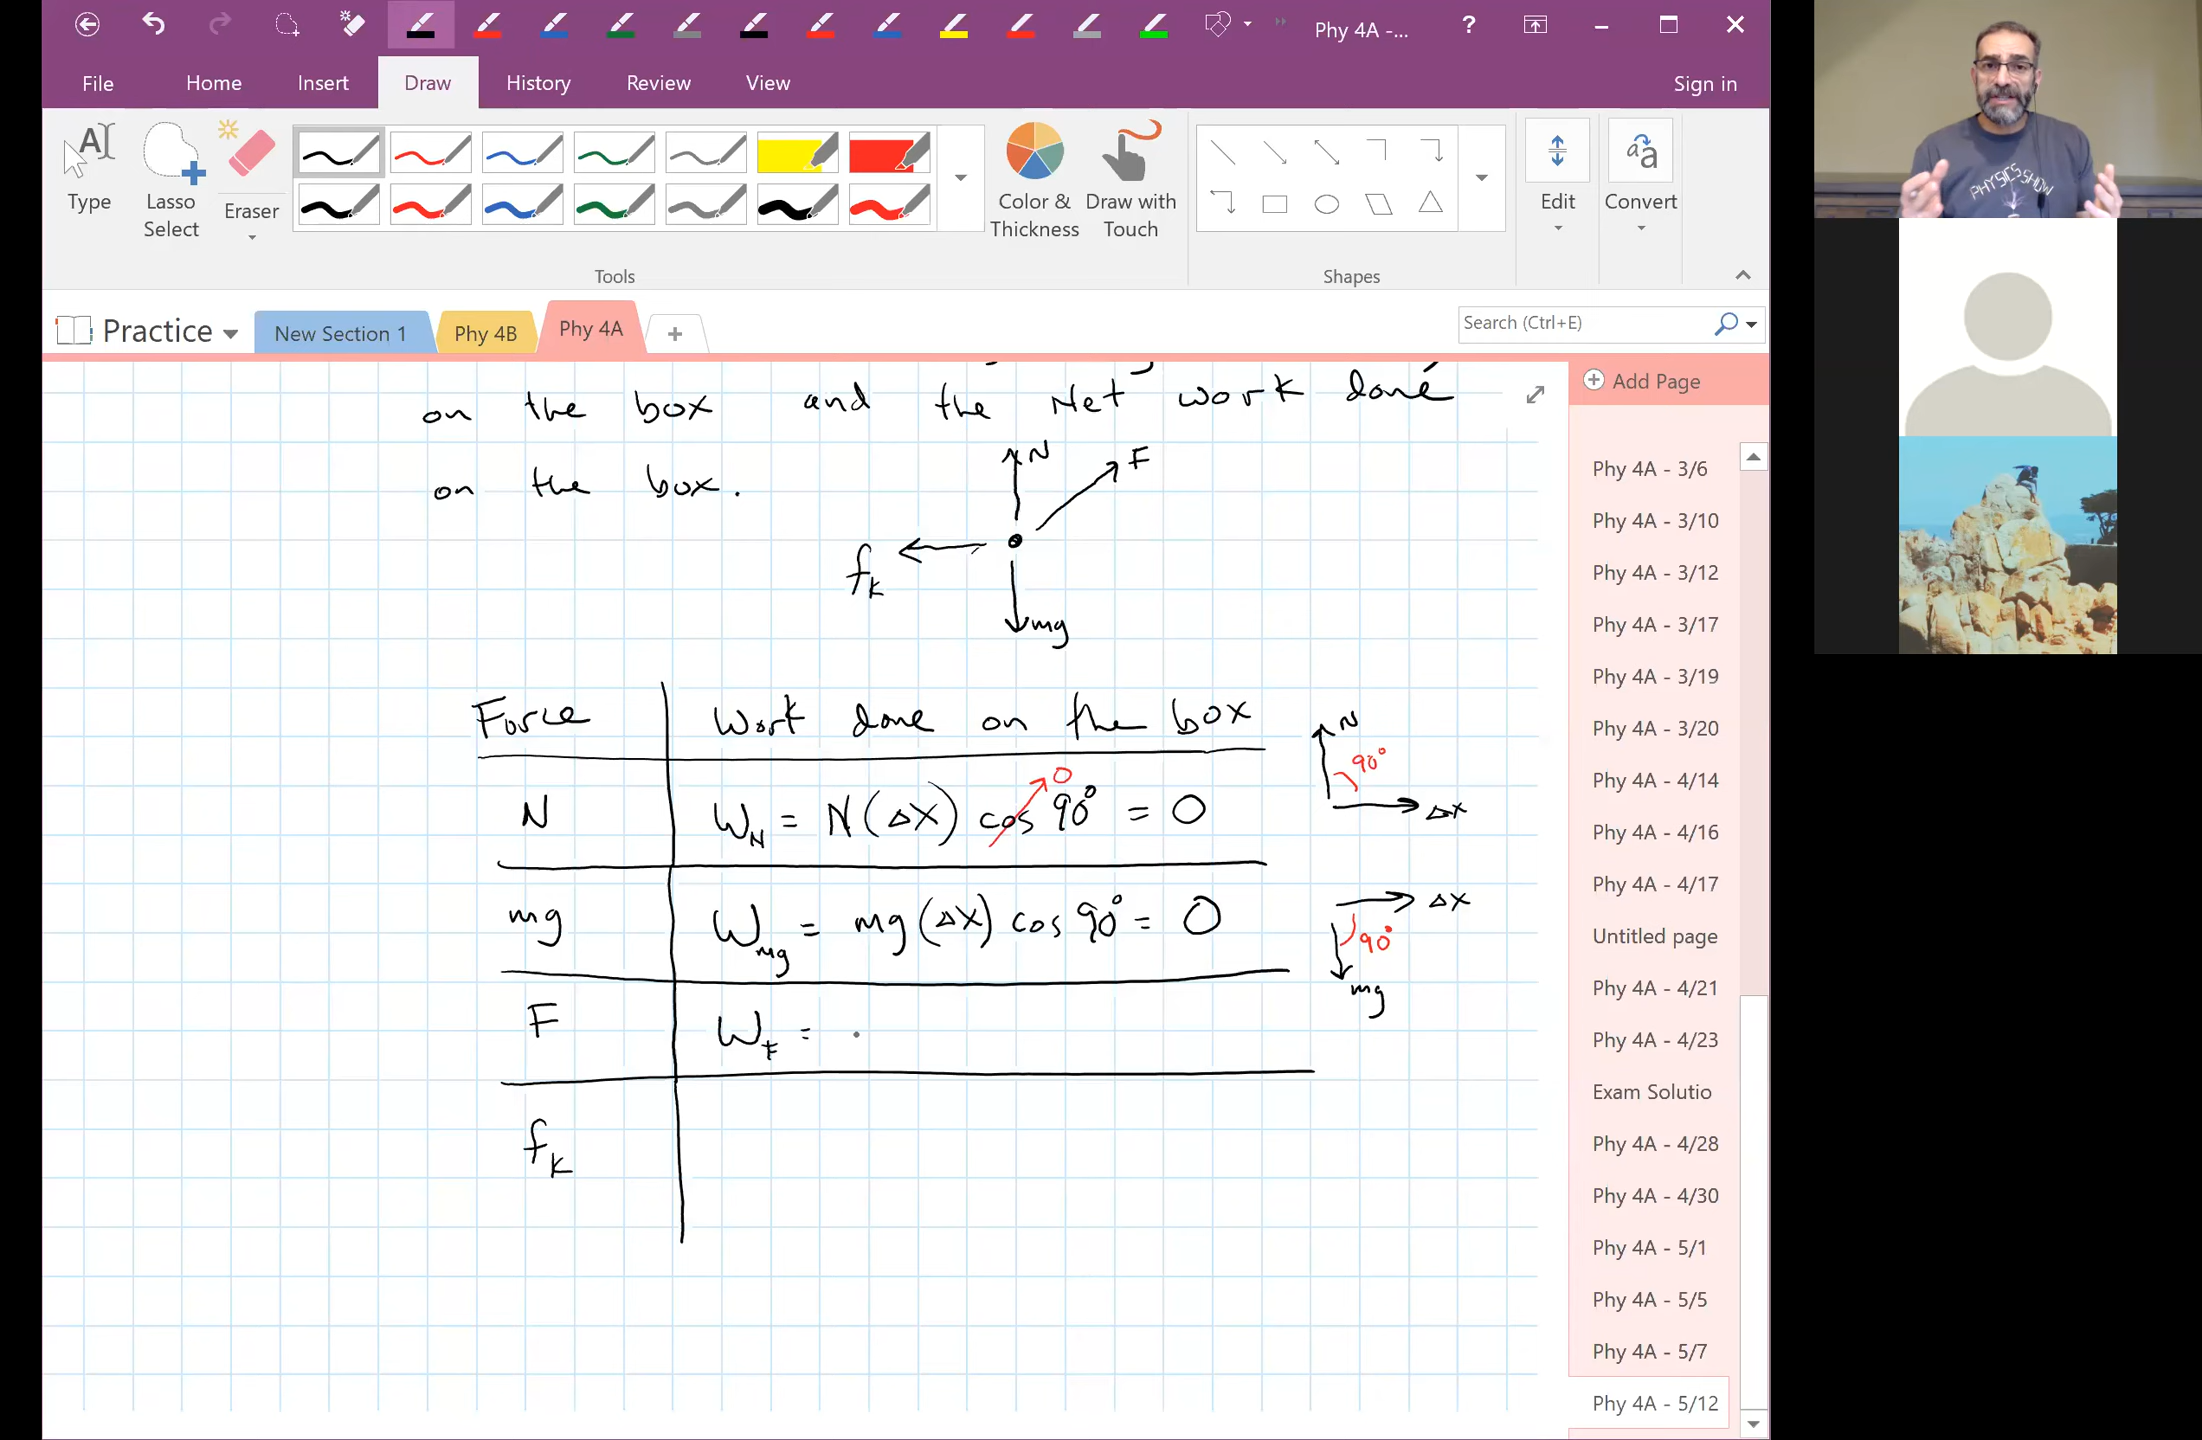 Phy 4A -...
?
File Home Insert Draw History Review View
Sign in
Type
Lasso Select
Eraser
Color & Thickness
Draw with Touch
Edit
Convert
Tools
Shapes
Practice
New Section 1
Phy 4B
Phy 4A
Search (Ctrl+E)
on the box and the Net work done
on the box.
N
F
fk
mg
Force Work done on the box
N WN = N(ΔX) cos 90° = 0
0
N
90°
ΔX
mg Wmg = mg(ΔX) cos 90° = 0
ΔX
90°
mg
F WF =
fk
Add Page
Phy 4A - 3/6
Phy 4A - 3/10
Phy 4A - 3/12
Phy 4A - 3/17
Phy 4A - 3/19
Phy 4A - 3/20
Phy 4A - 4/14
Phy 4A - 4/16
Phy 4A - 4/17
Untitled page
Phy 4A - 4/21
Phy 4A - 4/23
Exam Solutio
Phy 4A - 4/28
Phy 4A - 4/30
Phy 4A - 5/1
Phy 4A - 5/5
Phy 4A - 5/7
Phy 4A - 5/12
PHYSICS SHOW